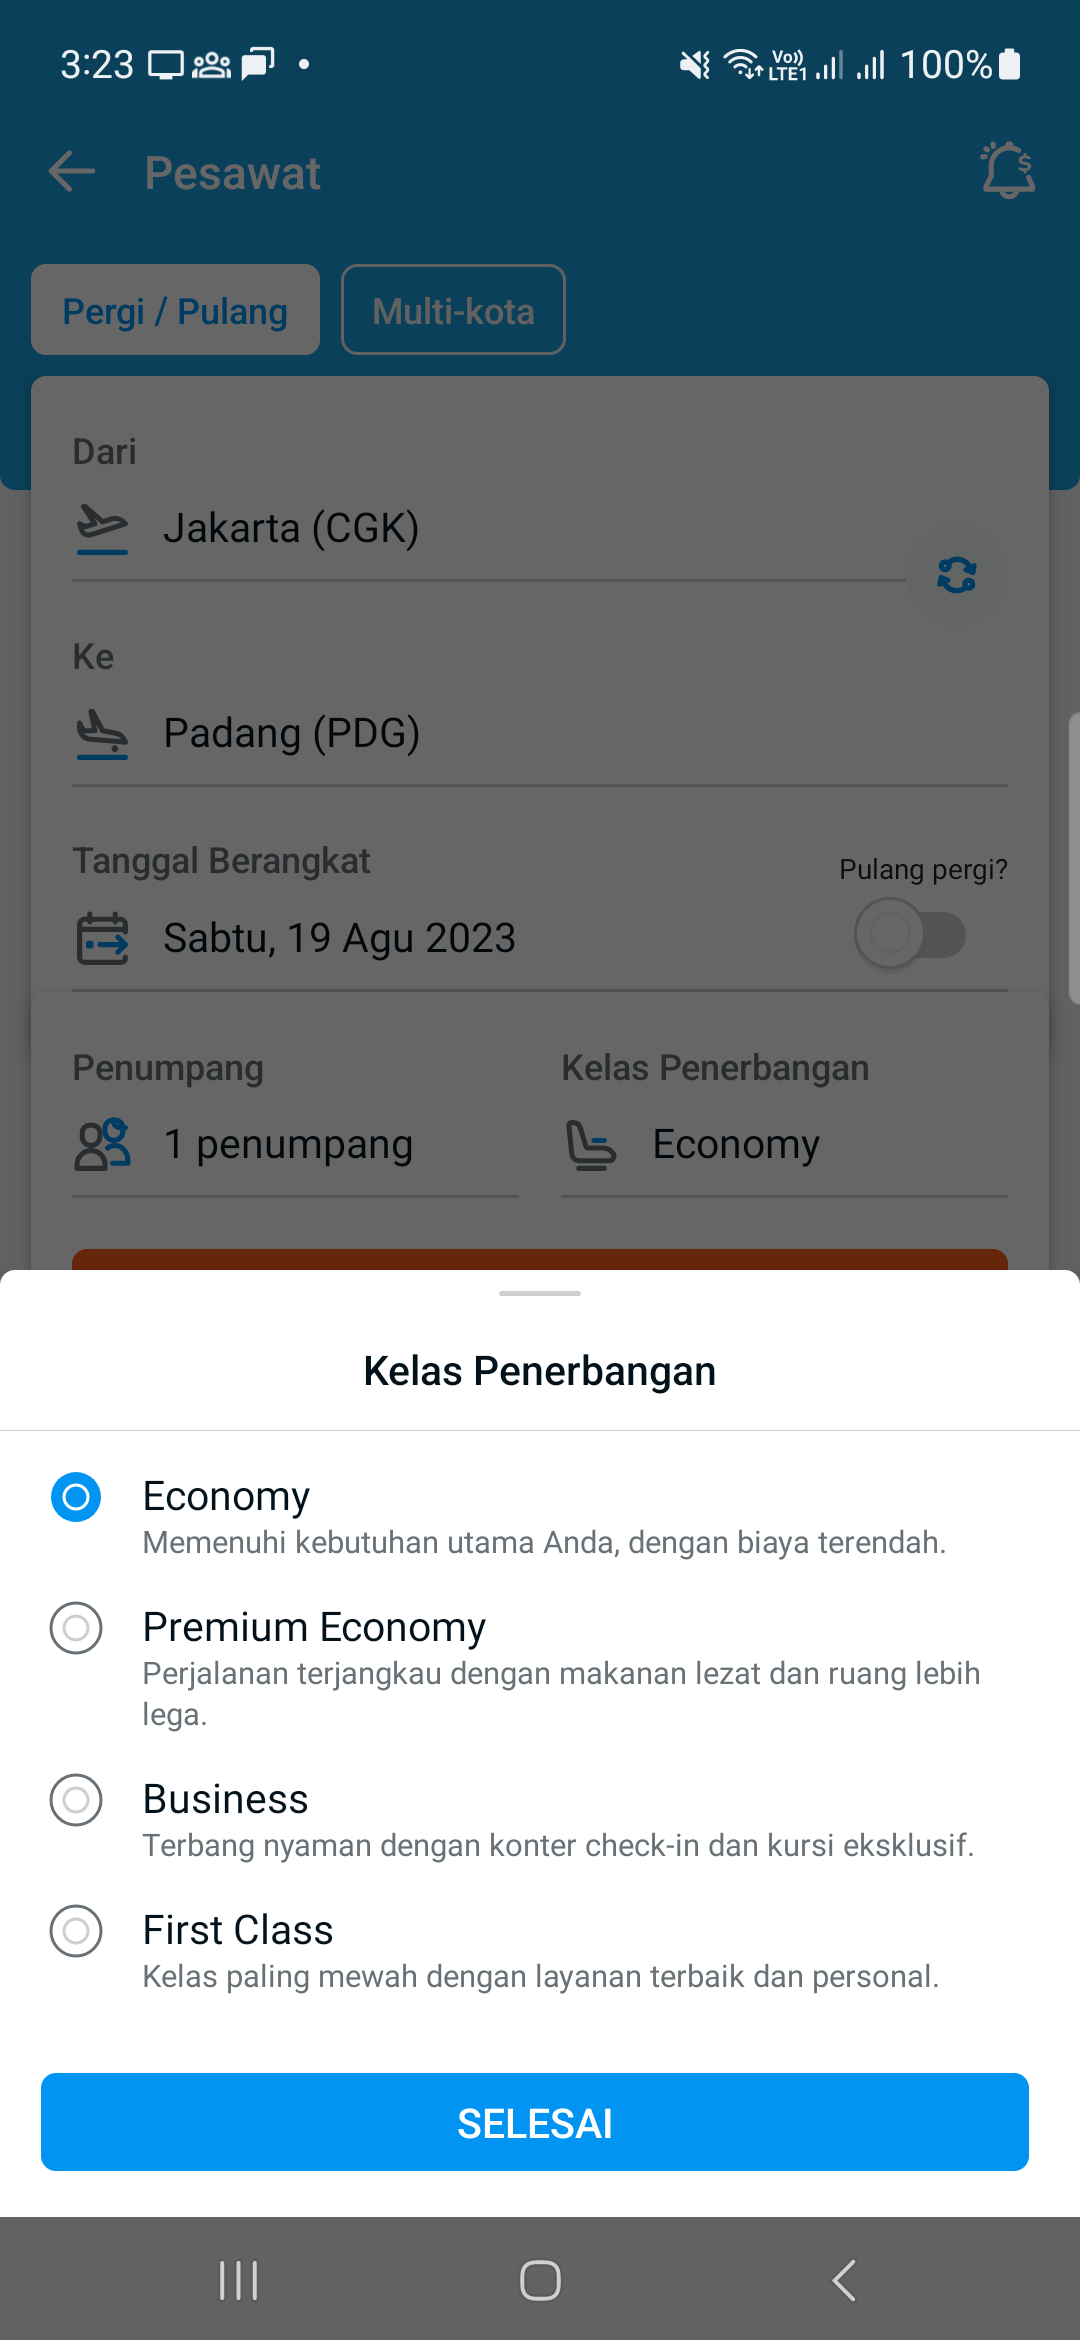 3:23
Vo)) LTE1
100%
Pesawat
Pergi / Pulang
Multi-kota
Dari
Jakarta (CGK)
Ke
Padang (PDG)
Tanggal Berangkat
Pulang pergi?
Sabtu, 19 Agu 2023
Penumpang
Kelas Penerbangan
1 penumpang
Economy
Kelas Penerbangan
Economy
Memenuhi kebutuhan utama Anda, dengan biaya terendah.
Premium Economy
Perjalanan terjangkau dengan makanan lezat dan ruang lebih
lega.
Business
Terbang nyaman dengan konter check-in dan kursi eksklusif.
First Class
Kelas paling mewah dengan layanan terbaik dan personal.
SELESAI